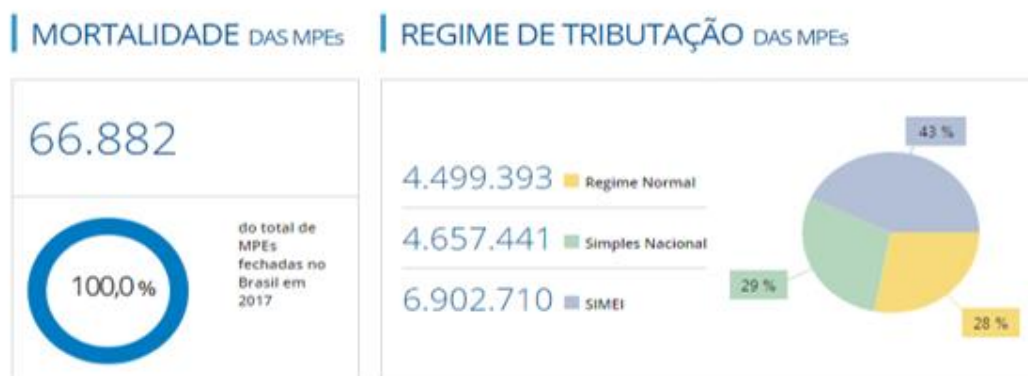 MORTALIDADE DAS MPEs
66.882
100,0 %
do total de
MPEs
fechadas no
Brasil em
2017
REGIME DE TRIBUTAÇÃO DAS MPEs
4.499.393 Regime Normal
4.657.441 Simples Nacional
6.902.710 SIMEI
43 %
29 %
28 %